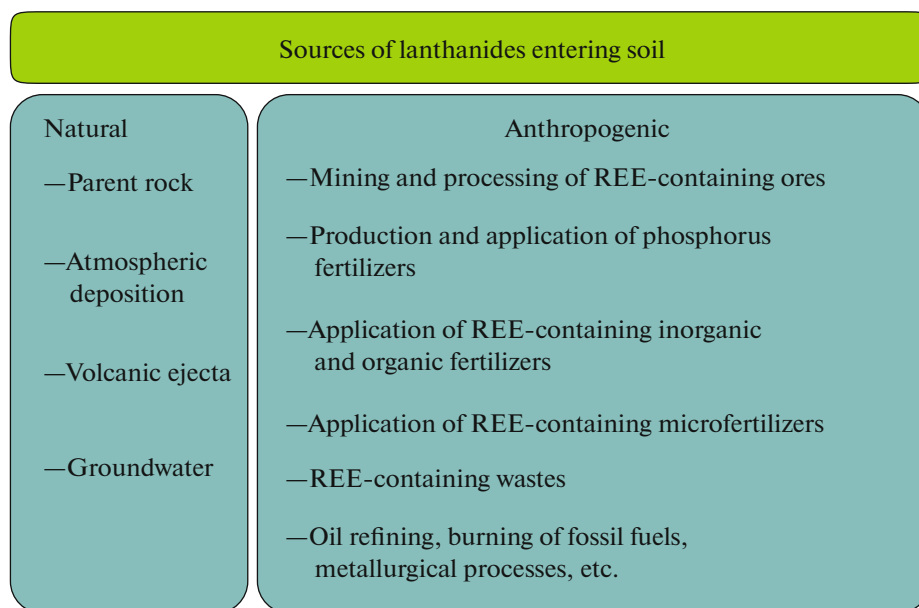 Sources of lanthanides entering soil
Natural
—Parent rock
—Atmospheric
deposition
—Volcanic ejecta
—Groundwater
Anthropogenic
—Mining and processing of REE-containing ores
—Production and application of phosphorus
fertilizers
—Application of REE-containing inorganic
and organic fertilizers
—Application of REE-containing microfertilizers
—REE-containing wastes
—Oil refining, burning of fossil fuels,
metallurgical processes, etc.